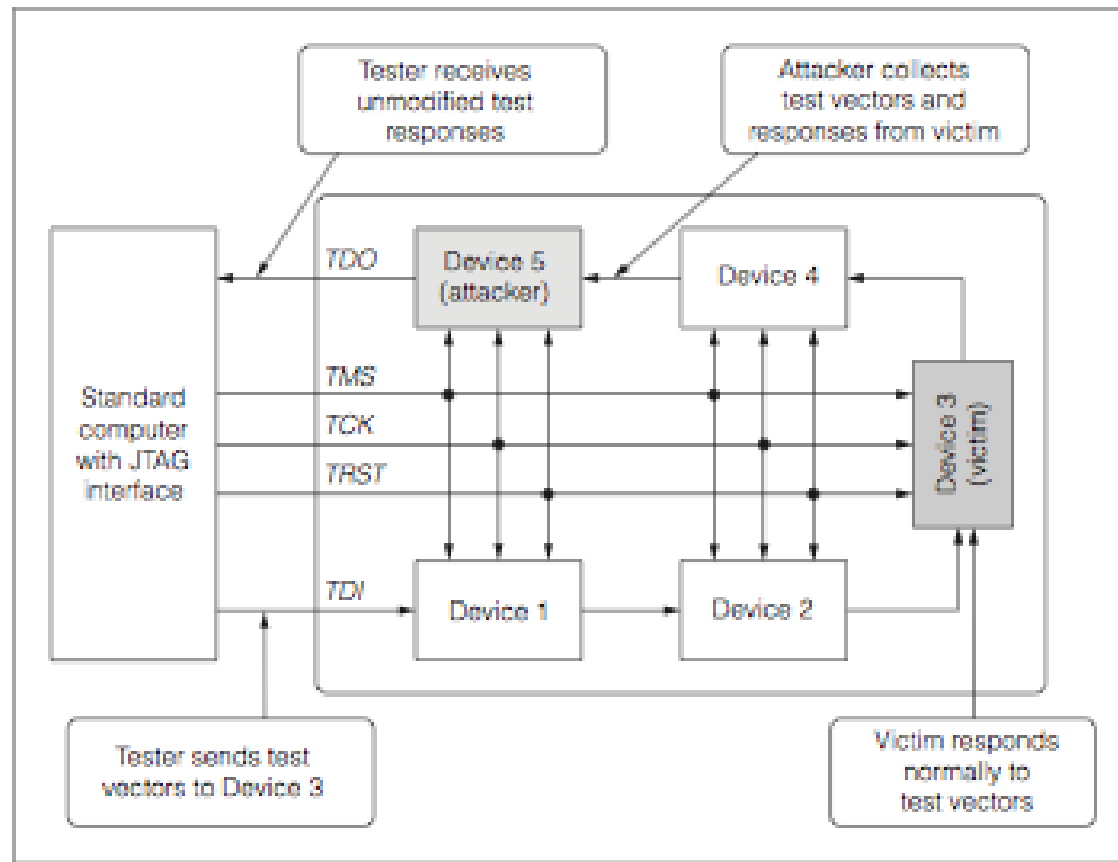 Tester receives
unmodified test
responses
Attacker collects
test vectors and
responses from victim
TDO
Device 5
(attacker)
Device 4
TMS
Standard
computer
with JTAG
interface
TCK
TRST
Device 3
(victim)
TDI
Device 1
Device 2
Tester sends test
vectors to Device 3
Victim responds
normally to
test vectors